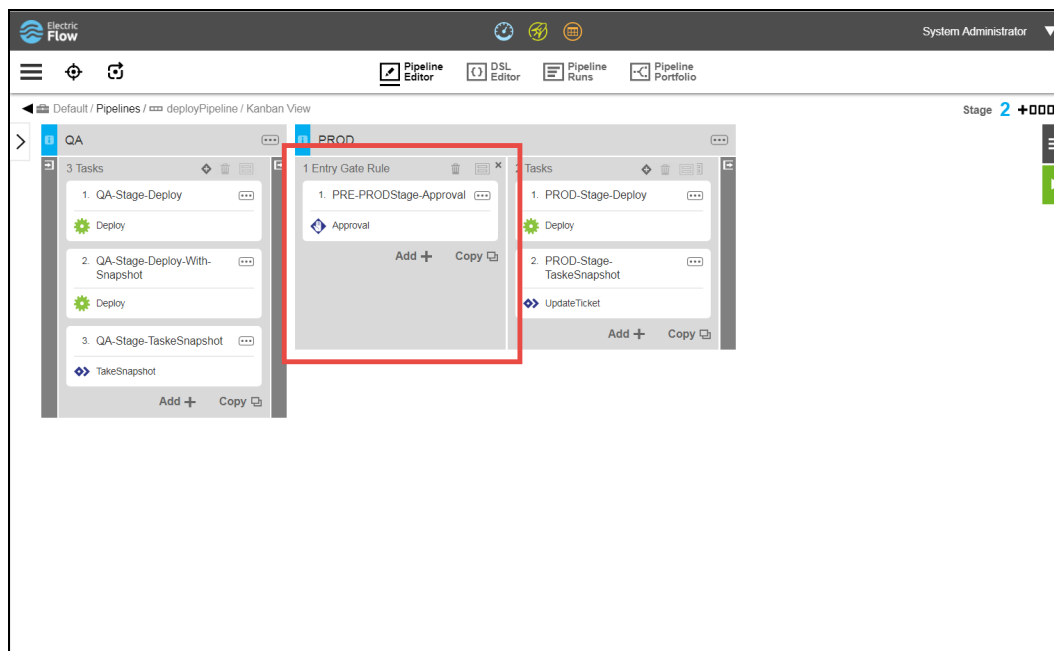 Electric
Flow
System Administrator
Pipeline
Editor
DSL
Editor
Pipeline
Runs
Pipeline
Portfolio
Default / Pipelines / deployPipeline / Kanban View
Stage 2
QA
PROD
3 Tasks
1 Entry Gate Rule
Tasks
1. QA-Stage-Deploy
Deploy
2. QA-Stage-Deploy-With-
Snapshot
Deploy
3. QA-Stage-TaskeSnapshot
TakeSnapshot
Add
Copy
1. PRE-PRODStage-Approval
Approval
Add
Copy
1. PROD-Stage-Deploy
Deploy
2. PROD-Stage-
TaskeSnapshot
UpdateTicket
Add
Copy